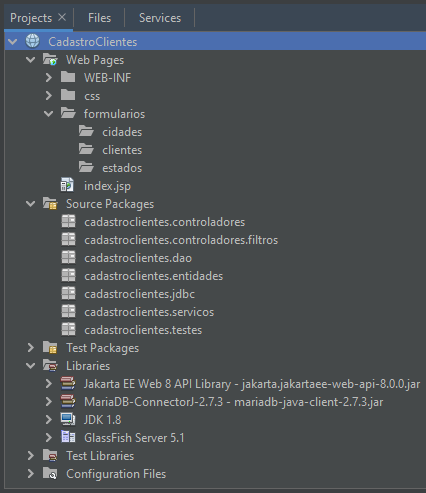 Projects × Files Services
CadastroClientes
Web Pages
WEB-INF
css
formularios
cidades
clientes
estados
index.jsp
Source Packages
cadastroclientes.controladores
cadastroclientes.controladores.filtros
cadastroclientes.dao
cadastroclientes.entidades
cadastroclientes.jdbc
cadastroclientes.servicos
cadastroclientes.testes
Test Packages
Libraries
Jakarta EE Web 8 API Library - jakarta.jakartaee-web-api-8.0.0.jar
MariaDB-ConnectorJ-2.7.3 - mariadb-java-client-2.7.3.jar
JDK 1.8
GlassFish Server 5.1
Test Libraries
Configuration Files